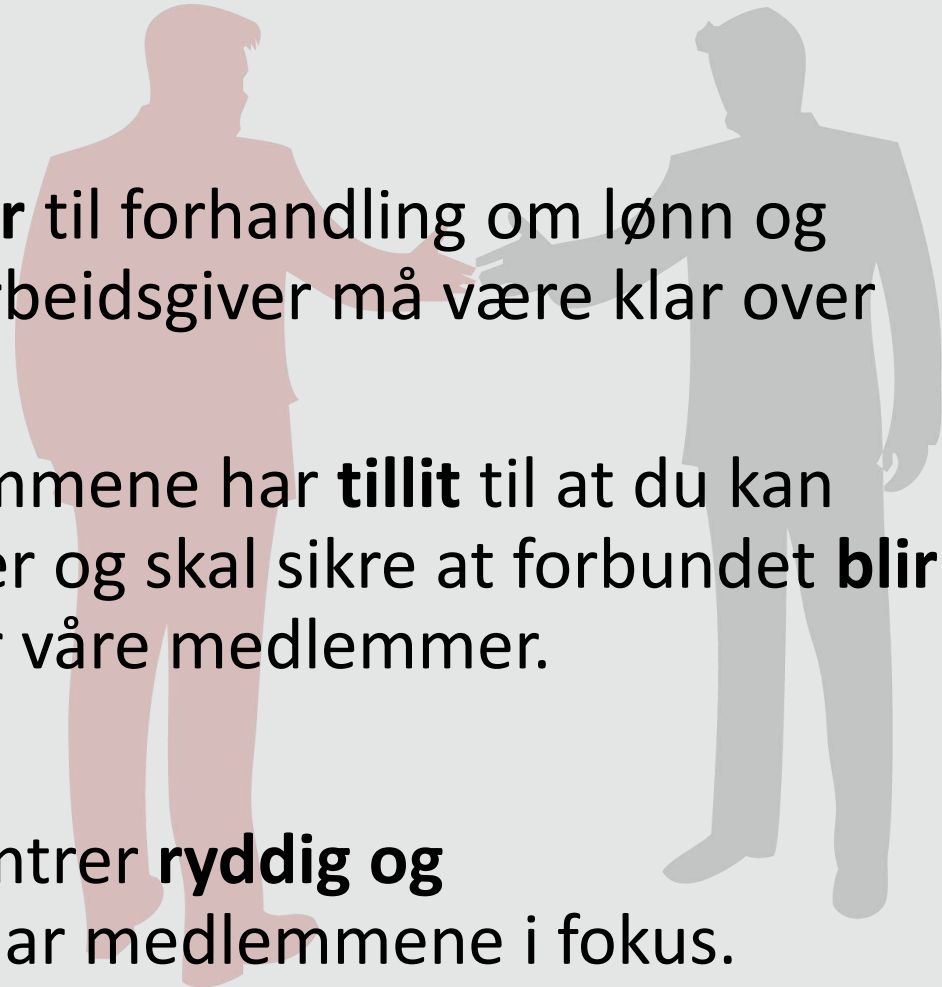 r til forhandling om lønn og
rbeidsgiver må være klar over
mmene har tillit til at du kan
er og skal sikre at forbundet blir
r våre medlemmer.
ntrer ryddig og
ar medlemmene i fokus.